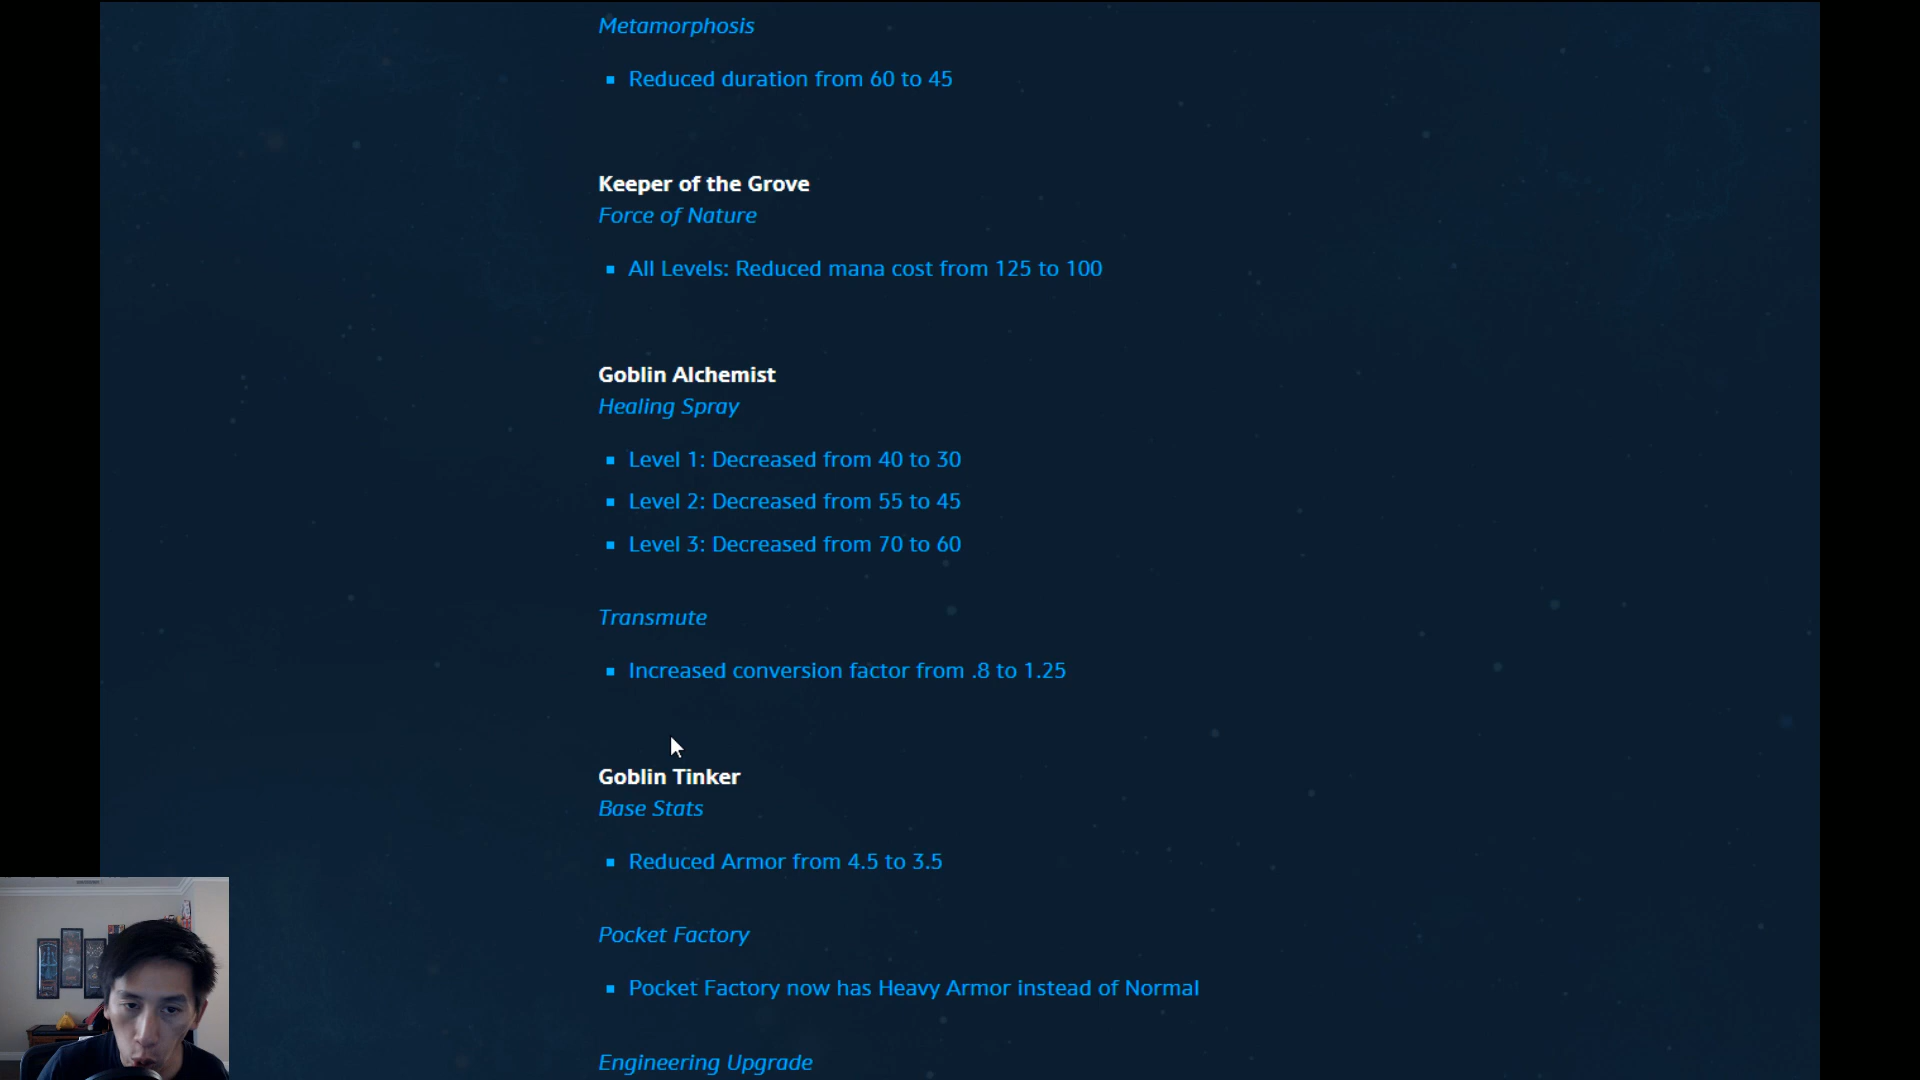 Metamorphosis
Reduced duration from 60 to 45
Keeper of the Grove
Force of Nature
All Levels: Reduced mana cost from 125 to 100
Goblin Alchemist
Healing Spray
Level 1: Decreased from 40 to 30
Level 2: Decreased from 55 to 45
Level 3: Decreased from 70 to 60
Transmute
Increased conversion factor from .8 to 1.25
Goblin Tinker
Base Stats
Reduced Armor from 4.5 to 3.5
Pocket Factory
Pocket Factory now has Heavy Armor instead of Normal
Engineering Upgrade